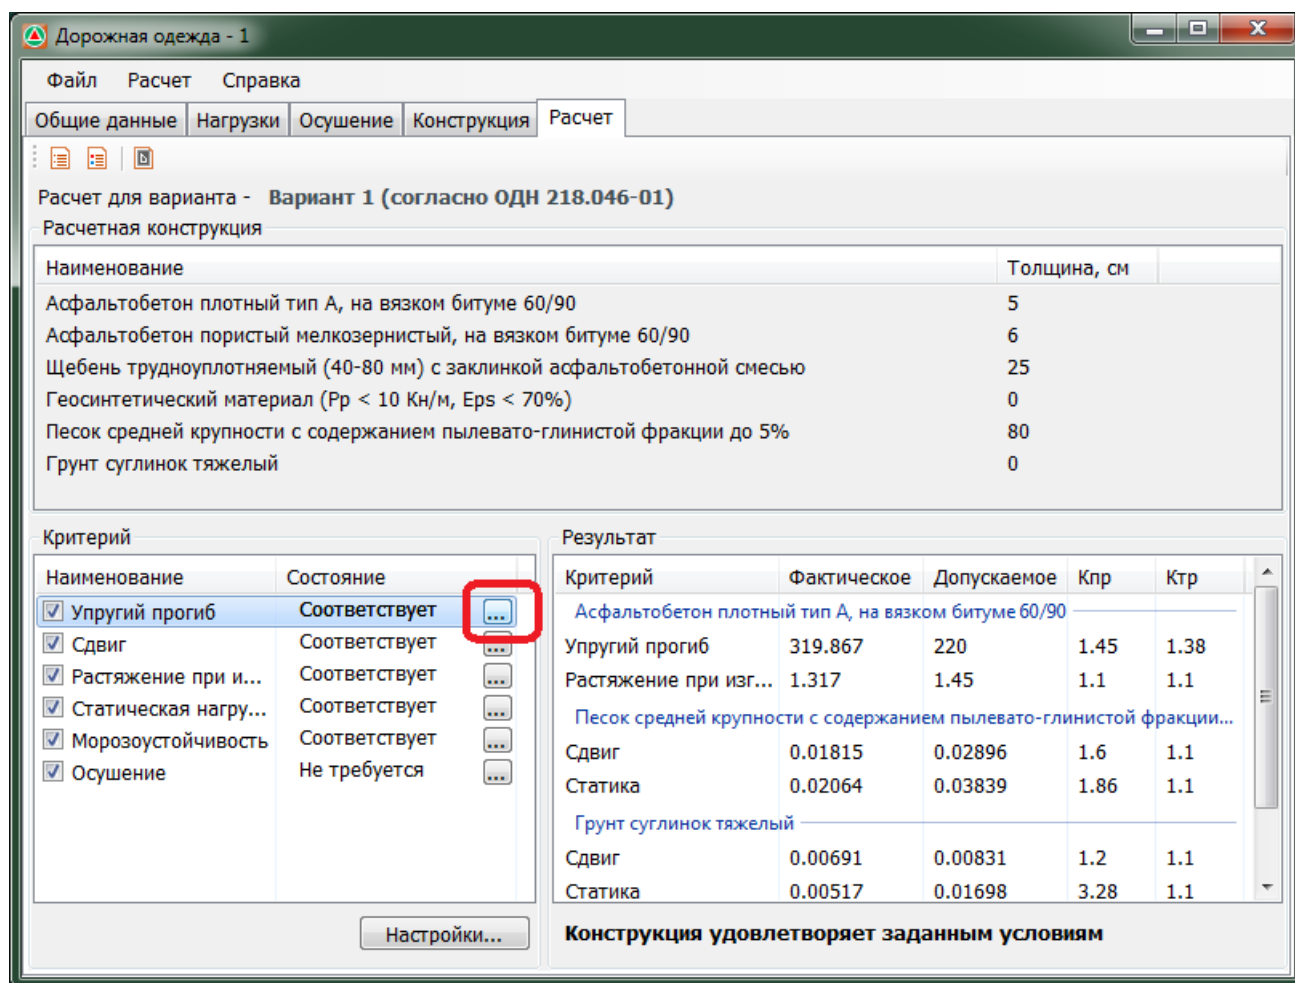 Дорожная одежда - 1
Файл Расчет Справка
Общие данные Нагрузки Осушение Конструкция Расчет
Расчет для варианта - Вариант 1 (согласно ОДН 218.046-01)
Расчетная конструкция
Наименование Толщина, см
Асфальтобетон плотный тип А, на вязком битуме 60/90 5
Асфальтобетон пористый мелкозернистый, на вязком битуме 60/90 6
Щебень трудноуплотняемый (40-80 мм) с заклинкой асфальтобетонной смесью 25
Геосинтетический материал (Рр < 10 Кн/м, Eps < 70%) 0
Песок средней крупности с содержанием пылевато-глинистой фракции до 5% 80
Грунт суглинок тяжелый 0
Критерий
Наименование Состояние
Упругий прогиб Соответствует ...
Сдвиг Соответствует ...
Растяжение при и... Соответствует ...
Статическая нагру... Соответствует ...
Морозоустойчивость Соответствует ...
Осушение Не требуется ...
Настройки...
Результат
Критерий Фактическое Допускаемое Кпр Ктр
Асфальтобетон плотный тип А, на вязком битуме 60/90
Упругий прогиб 319.867 220 1.45 1.38
Растяжение при изг... 1.317 1.45 1.1 1.1
Песок средней крупности с содержанием пылевато-глинистой фракции...
Сдвиг 0.01815 0.02896 1.6 1.1
Статика 0.02064 0.03839 1.86 1.1
Грунт суглинок тяжелый
Сдвиг 0.00691 0.00831 1.2 1.1
Статика 0.00517 0.01698 3.28 1.1
Конструкция удовлетворяет заданным условиям